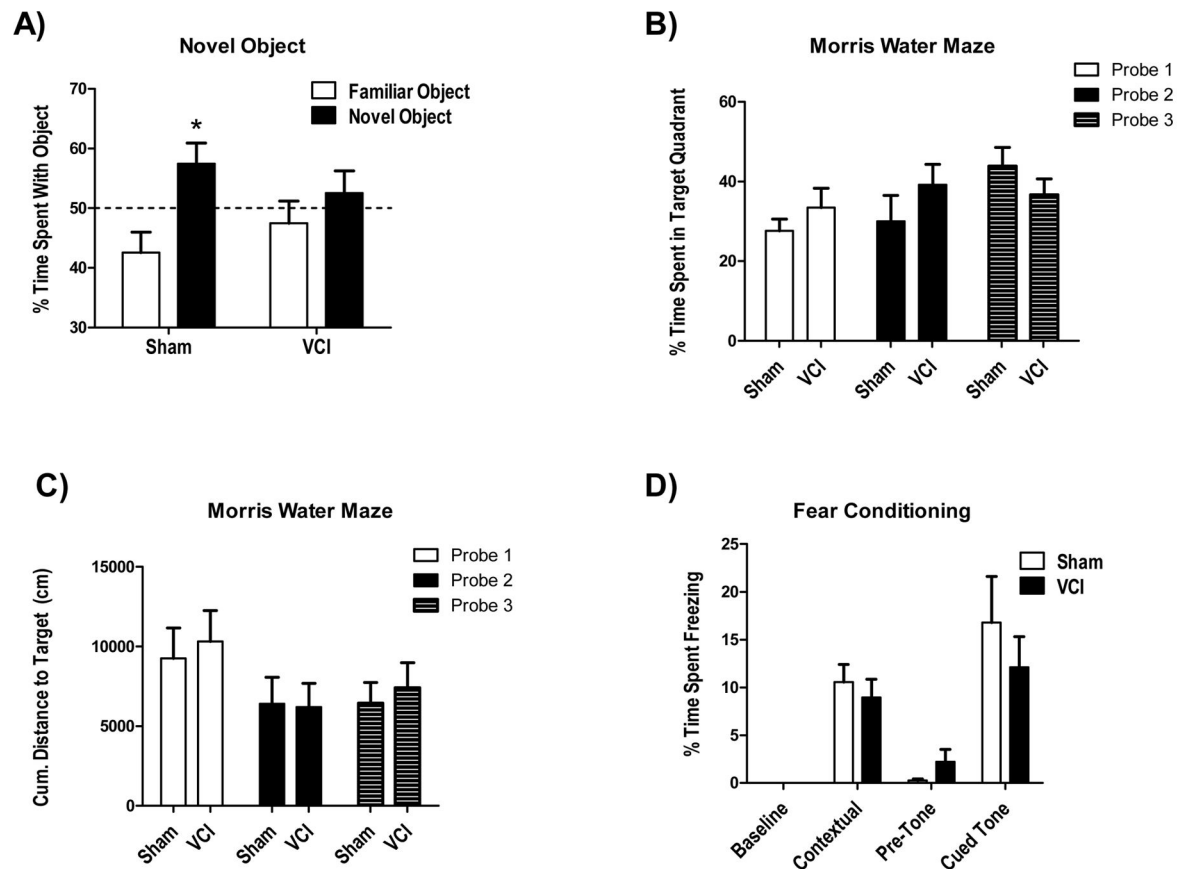 A)
Novel Object
% Time Spent With Object
70
60
50
40
30
Familiar Object
Novel Object
*
Sham
VCI
B)
Morris Water Maze
% Time Spent in Target Quadrant
60
40
20
0
Probe 1
Probe 2
Probe 3
Sham
VCI
Sham
VCI
Sham
VCI
C)
Morris Water Maze
Cum. Distance to Target (cm)
15000
10000
5000
0
Probe 1
Probe 2
Probe 3
Sham
VCI
Sham
VCI
Sham
VCI
D)
Fear Conditioning
% Time Spent Freezing
25
20
15
10
5
0
Sham
VCI
Baseline
Contextual
Pre-Tone
Cued Tone